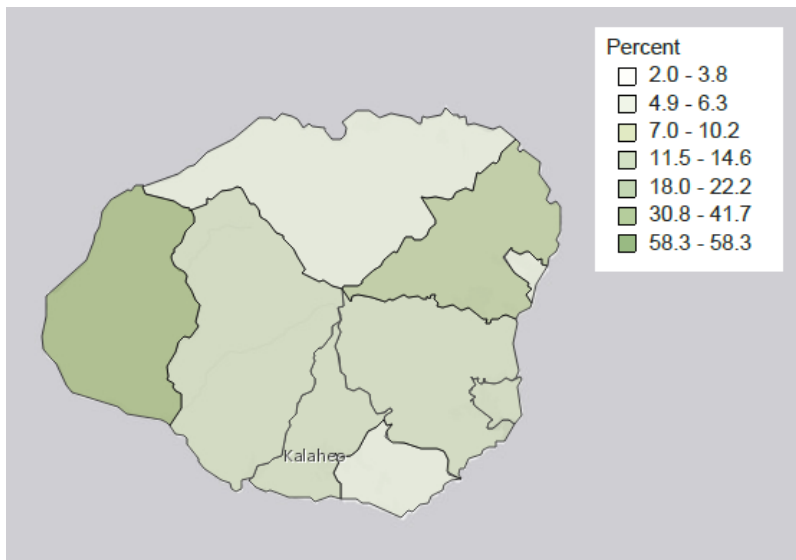 Percent
2.0 - 3.8
4.9 - 6.3
7.0 - 10.2
11.5 - 14.6
18.0 - 22.2
30.8 - 41.7
58.3 - 58.3
Kalaheo